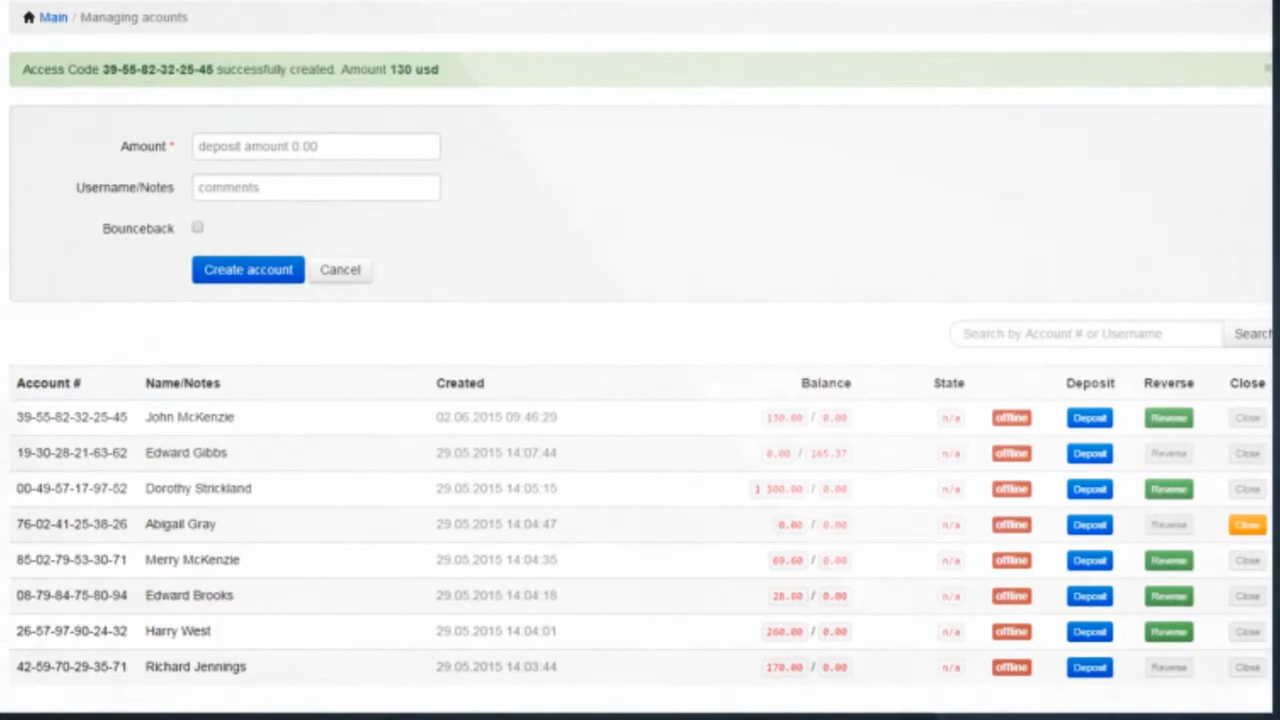 Main / Managing acounts
Access Code 39-55-82-32-25-45 successfully created. Amount 130 usd
Amount * deposit amount 0.00
Username/Notes comments
Bounceback
Create account Cancel
Search by Account # or Username Search
Account # Name/Notes Created Balance State Deposit Reverse Close
39-55-82-32-25-45 John McKenzie 02.06.2015 09:46:29 130.00 / 0.00 n/a offline Deposit Reverse Close
19-30-28-21-63-62 Edward Gibbs 29.05.2015 14:07:44 0.00 / 165.37 n/a offline Deposit Reverse Close
00-49-57-17-97-52 Dorothy Strickland 29.05.2015 14:05:15 / 0.00 n/a offline Deposit Reverse Close
76-02-41-25-38-26 Abigail Gray 29.05.2015 14:04:47 0.00 / 0.00 n/a offline Deposit Reverse Close
85-02-79-53-30-71 Merry McKenzie 29.05.2015 14:04:35 / 0.00 n/a offline Deposit Reverse Close
08-79-84-75-80-94 Edward Brooks 29.05.2015 14:04:18 / 0.00 n/a offline Deposit Reverse Close
26-57-97-90-24-32 Harry West 29.05.2015 14:04:01 260.00 / 0.00 n/a offline Deposit Reverse Close
42-59-70-29-35-71 Richard Jennings 29.05.2015 14:03:44 170.00 / 0.00 n/a offline Deposit Reverse Close